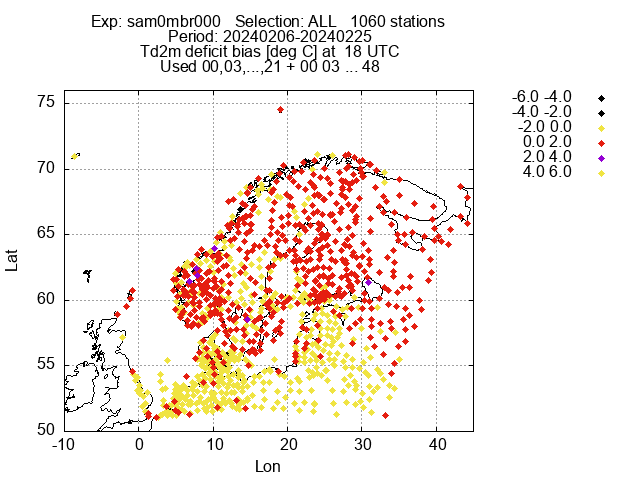 Exp: sam0mbr000 Selection: ALL 1060 stations
Period: 20240206-20240225
Td2m deficit bias [deg C] at 18 UTC
Used 00,03,...,21 + 00 03 ... 48
-6.0 -4.0
-4.0 -2.0
-2.0 0.0
0.0 2.0
2.0 4.0
4.0 6.0
75
70
65
60
55
50
Lat
-10 0 10 20 30 40
Lon